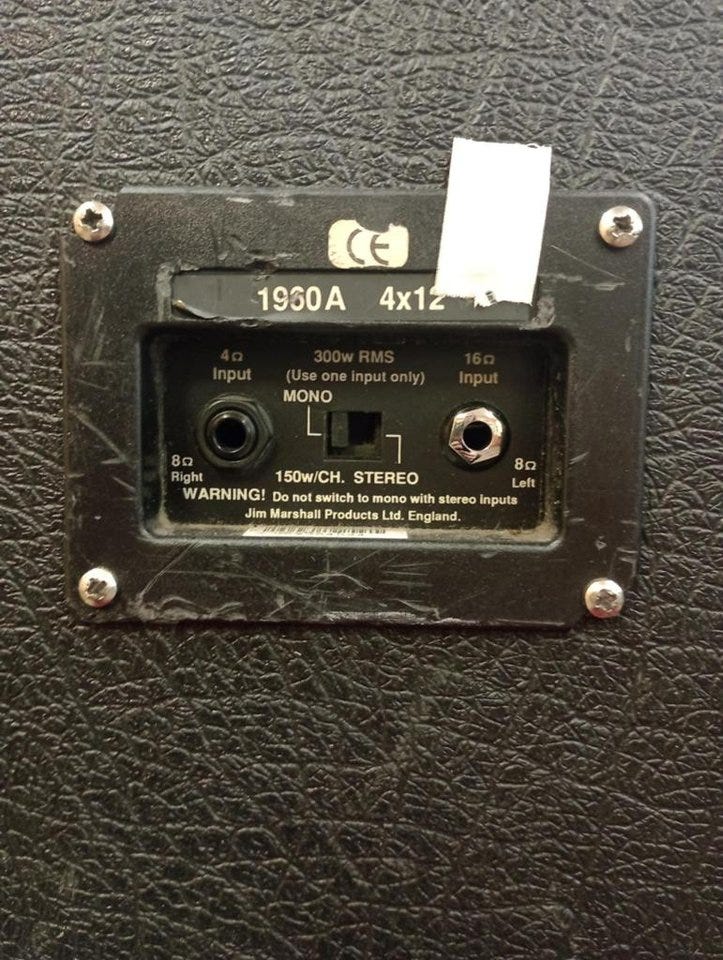 CE
1960A 4x12
4Ω 300w RMS 16Ω
Input (Use one input only) Input
MONO
8Ω 8Ω
Right 150w/CH. STEREO Left
WARNING! Do not switch to mono with stereo inputs
Jim Marshall Products Ltd. England.